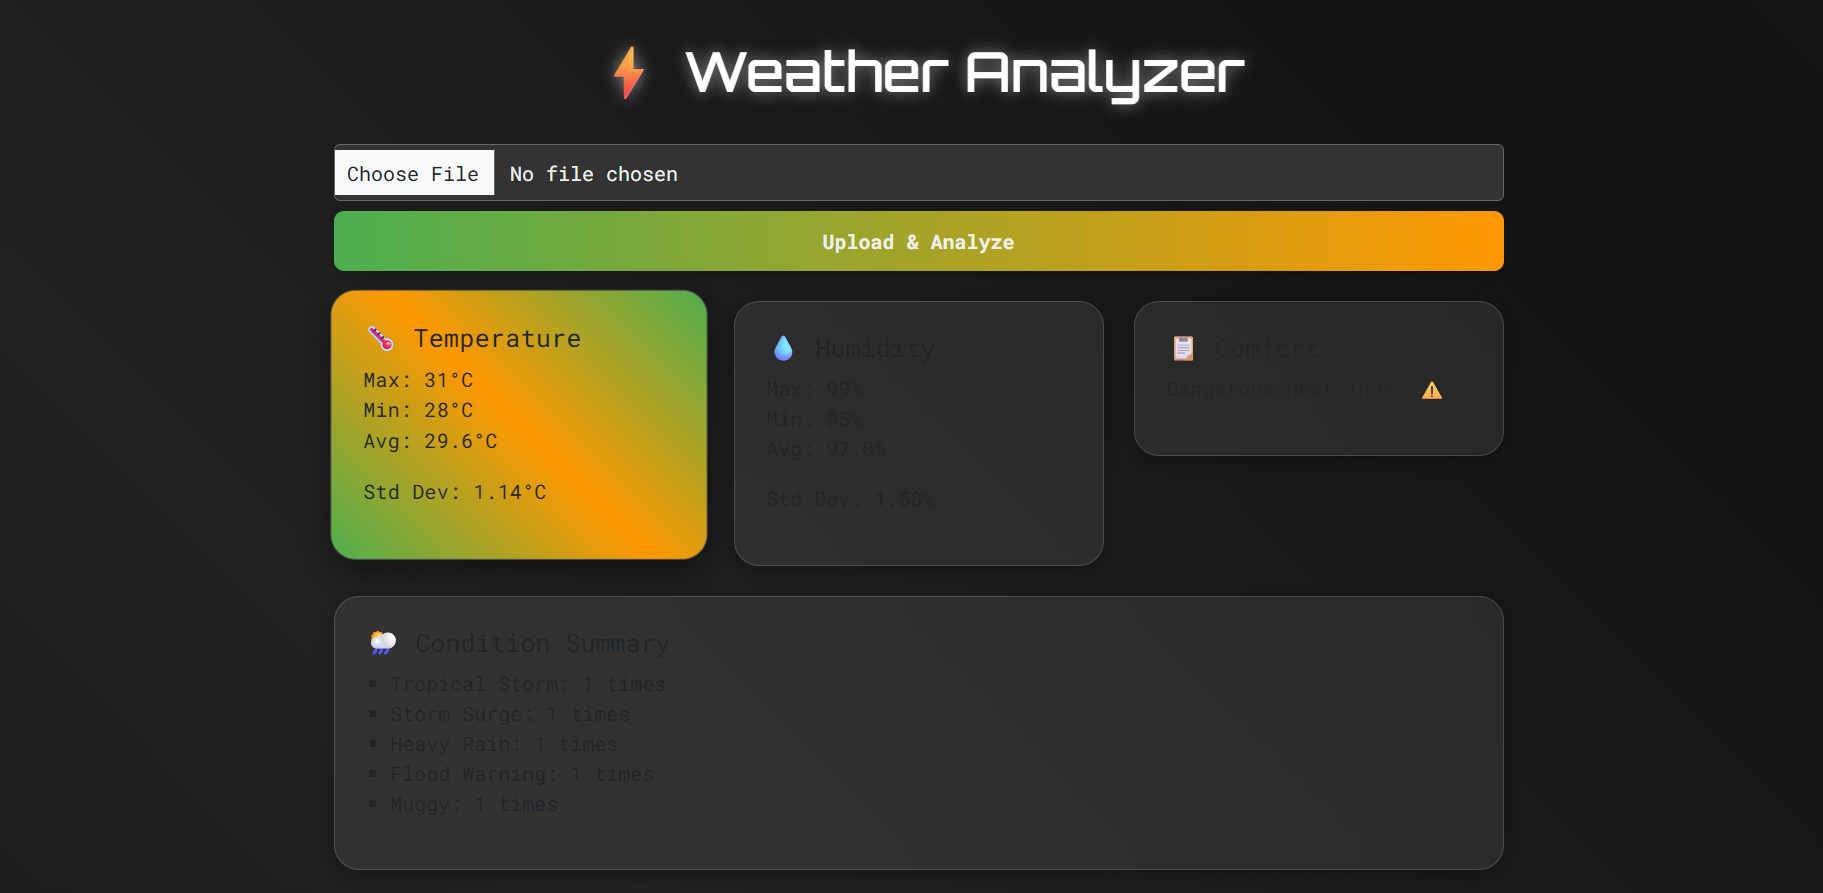 Weather Analyzer
Choose File No file chosen
Upload & Analyze
Temperature
Max: 31°C
Min: 28°C
Avg: 29.6°C
Std Dev: 1.14°C
Humidity
Max: 99%
Min: 95%
Avg: 97.0%
Std Dev: 1.58%
Comfort
Dangerous Heat Index
Condition Summary
Tropical Storm: 1 times
Storm Surge: 1 times
Heavy Rain: 1 times
Flood Warning: 1 times
Muggy: 1 times